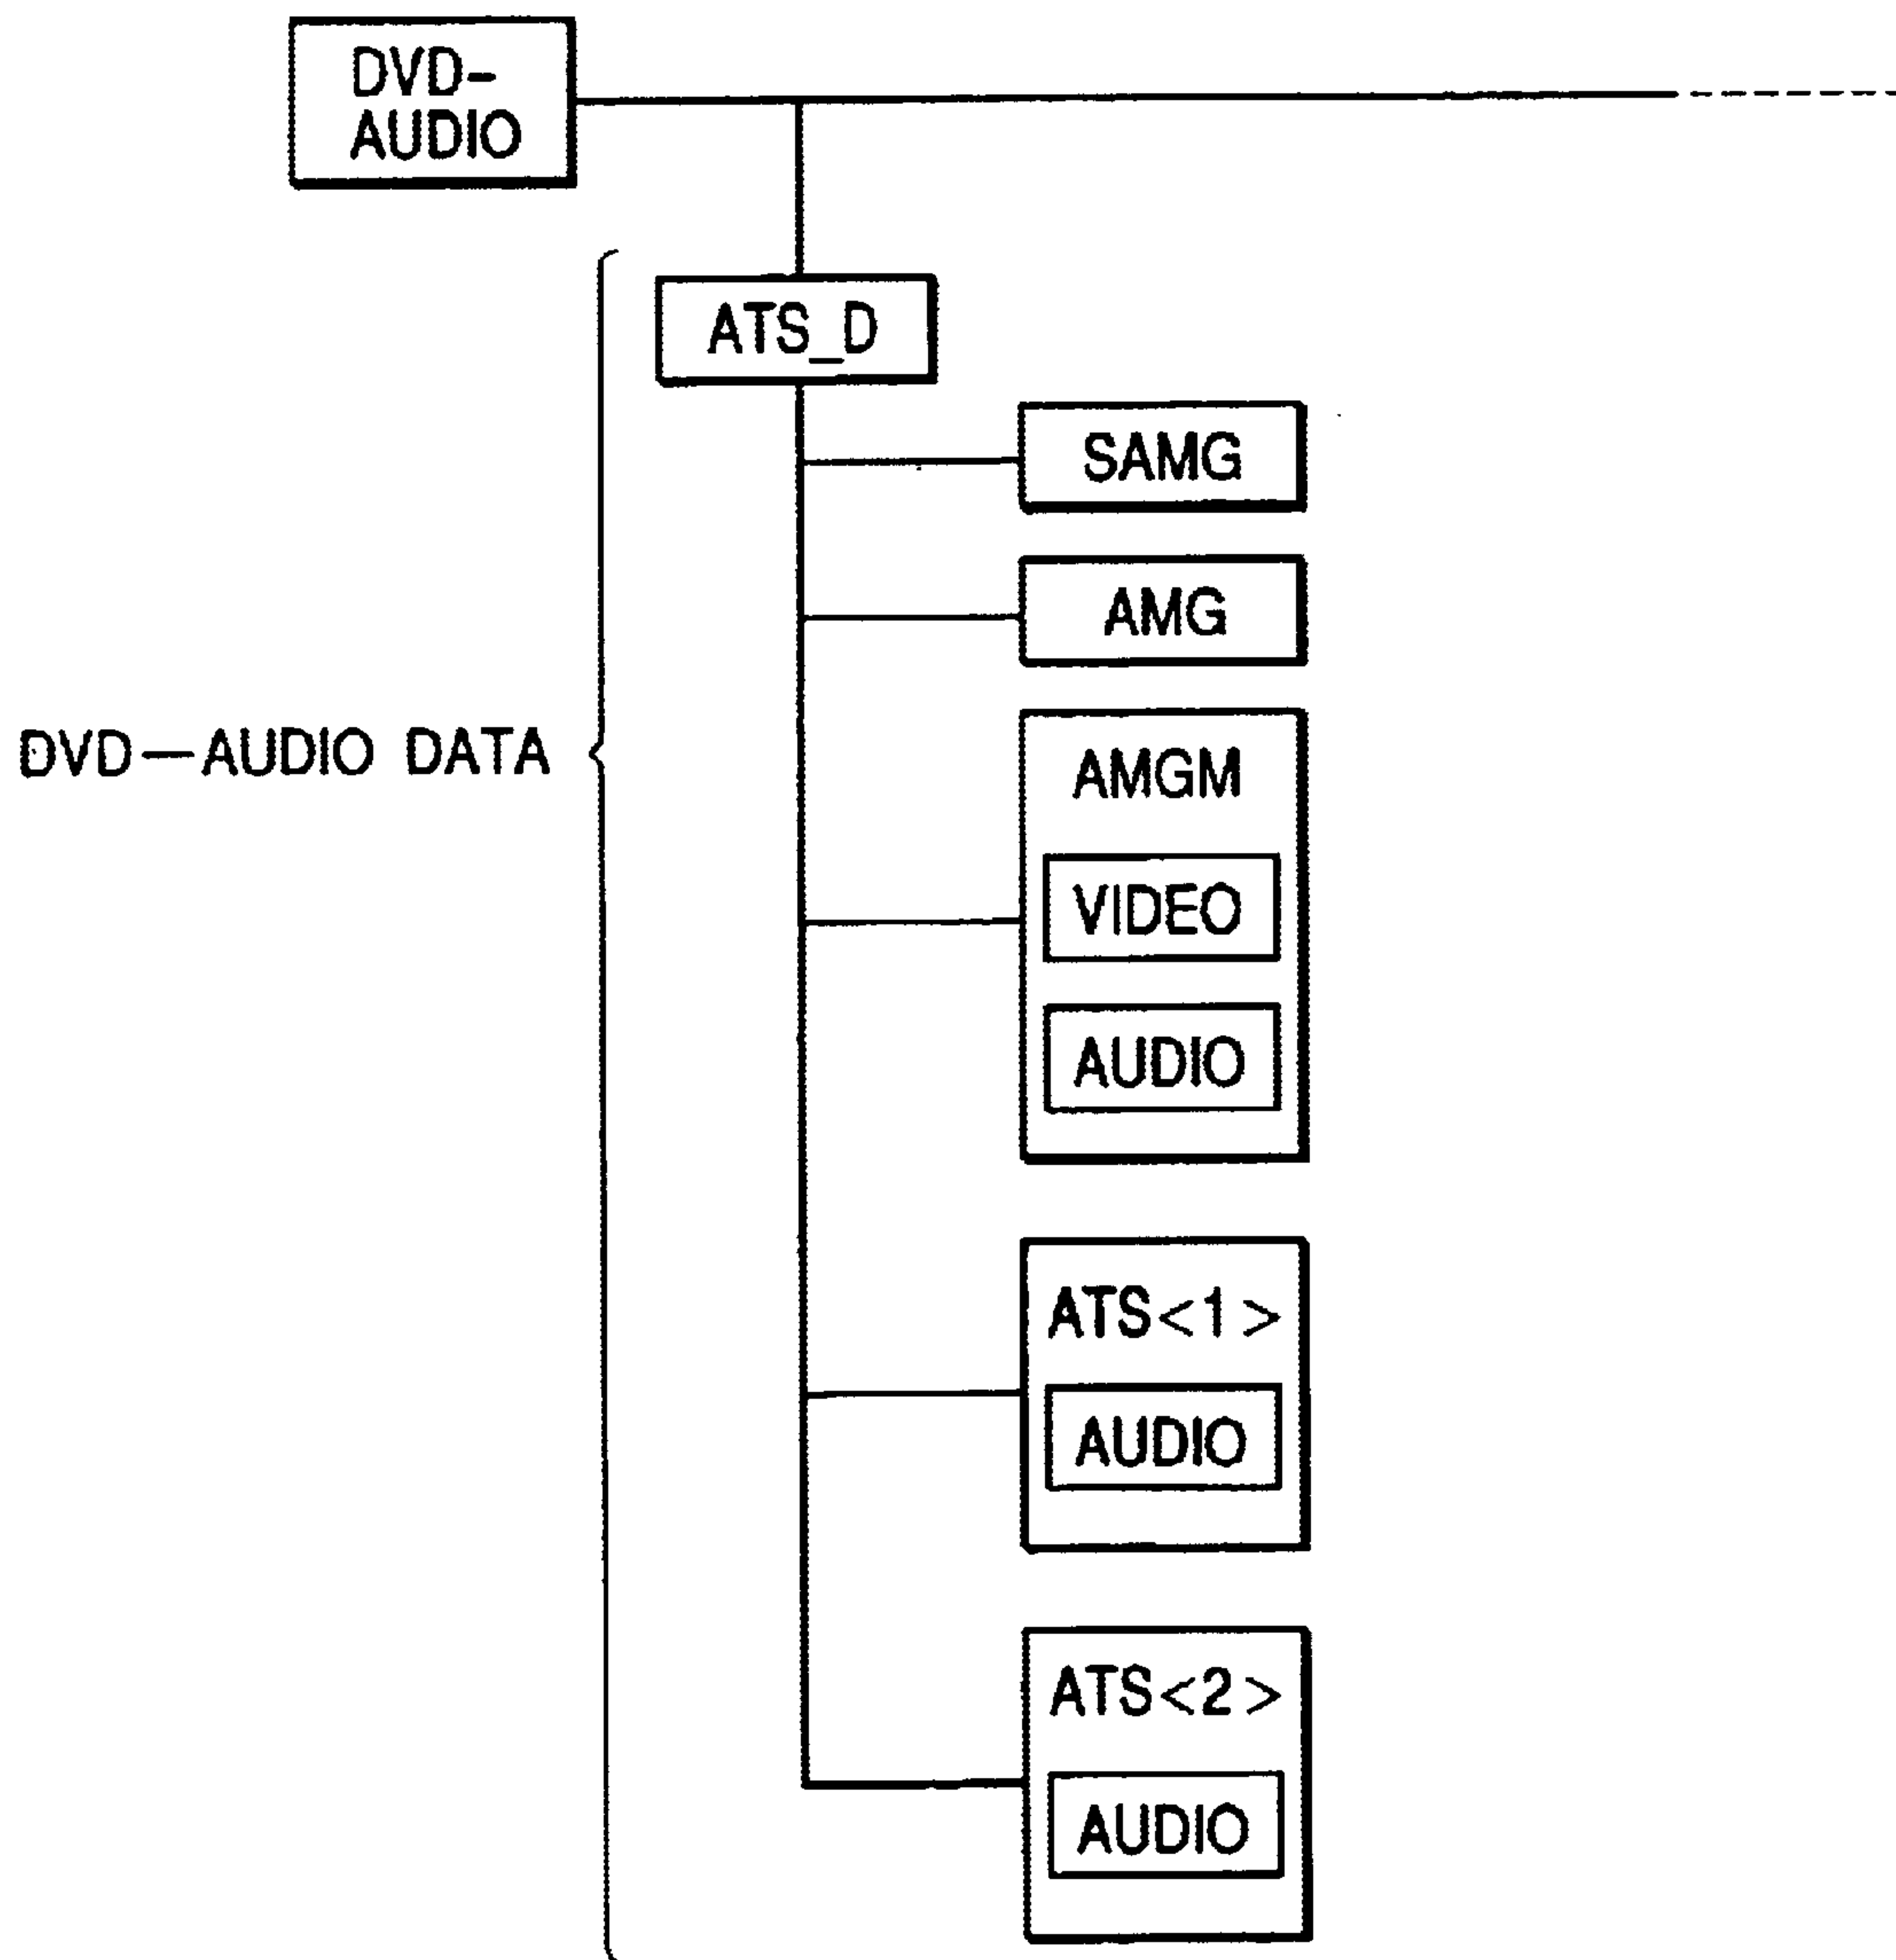 DVD-
AUDIO
ATS_D
SAMG
AMG
DVD—AUDIO DATA
AMGM
VIDEO
AUDIO
ATS<1>
AUDIO
ATS<2>
AUDIO